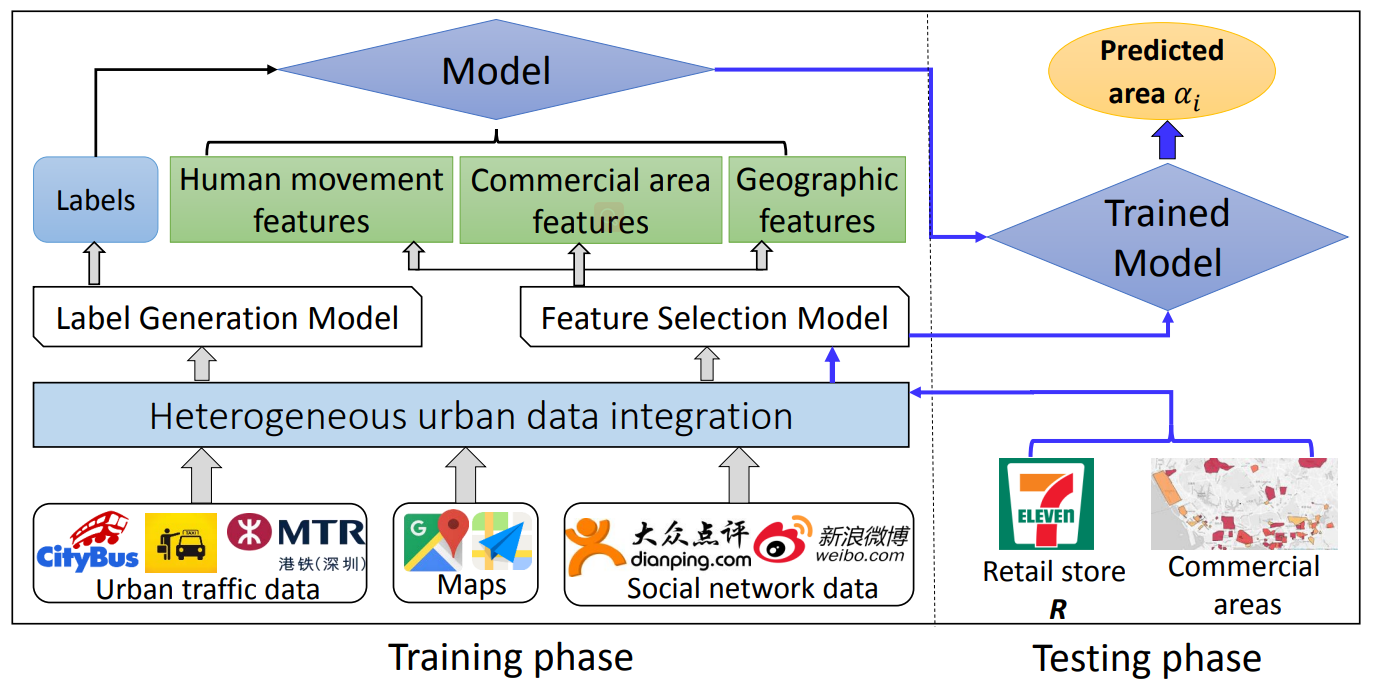 Model
Predicted
area αᵢ
Labels
Human movement
features
Commercial area
features
Geographic
features
Trained
Model
Label Generation Model
Feature Selection Model
Heterogeneous urban data integration
CityBus
TAXI
MTR
港铁(深圳)
Urban traffic data
G
Maps
大众点评
dianping.com
新浪微博
weibo.com
Social network data
7
ELEVEN
Retail store
R
Commercial
areas
Training phase
Testing phase